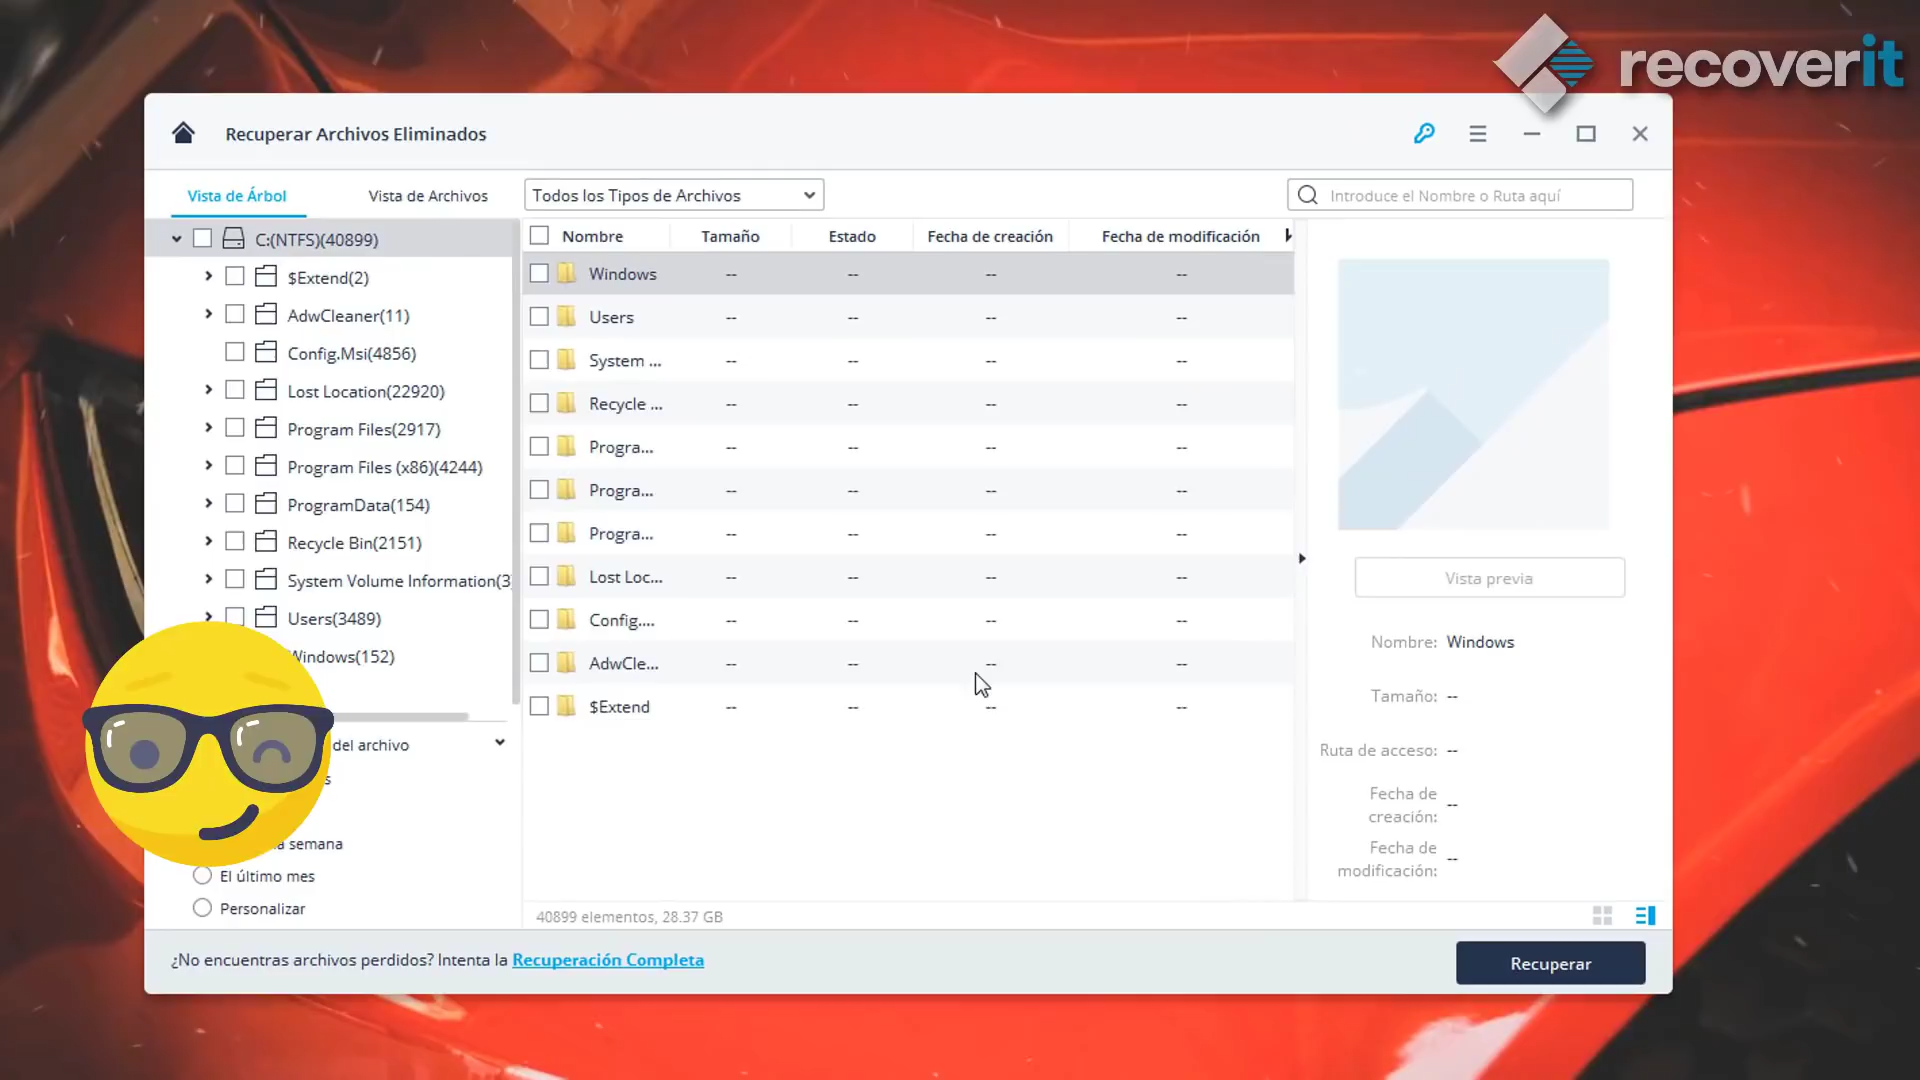 recoverit
Recuperar Archivos Eliminados
Vista de Árbol
Vista de Archivos
Todos los Tipos de Archivos
Introduce el Nombre o Ruta aquí
C:(NTFS)(40899)
$Extend(2)
AdwCleaner(11)
Config.Msi(4856)
Lost Location(22920)
Program Files(2917)
Program Files (x86)(4244)
ProgramData(154)
Recycle Bin(2151)
System Volume Information(3
Users(3489)
Windows(152)
del archivo
semana
El último mes
Personalizar
Nombre Tamaño Estado Fecha de creación Fecha de modificación
Windows -- -- -- --
Users -- -- -- --
System ... -- -- -- --
Recycle ... -- -- -- --
Progra... -- -- -- --
Progra... -- -- -- --
Progra... -- -- -- --
Lost Loc... -- -- -- --
Config.... -- -- -- --
AdwCle... -- -- -- --
$Extend -- -- -- --
40899 elementos, 28.37 GB
Vista previa
Nombre: Windows
Tamaño: --
Ruta de acceso: --
Fecha de
creación: --
Fecha de
modificación: --
¿No encuentras archivos perdidos? Intenta la Recuperación Completa
Recuperar